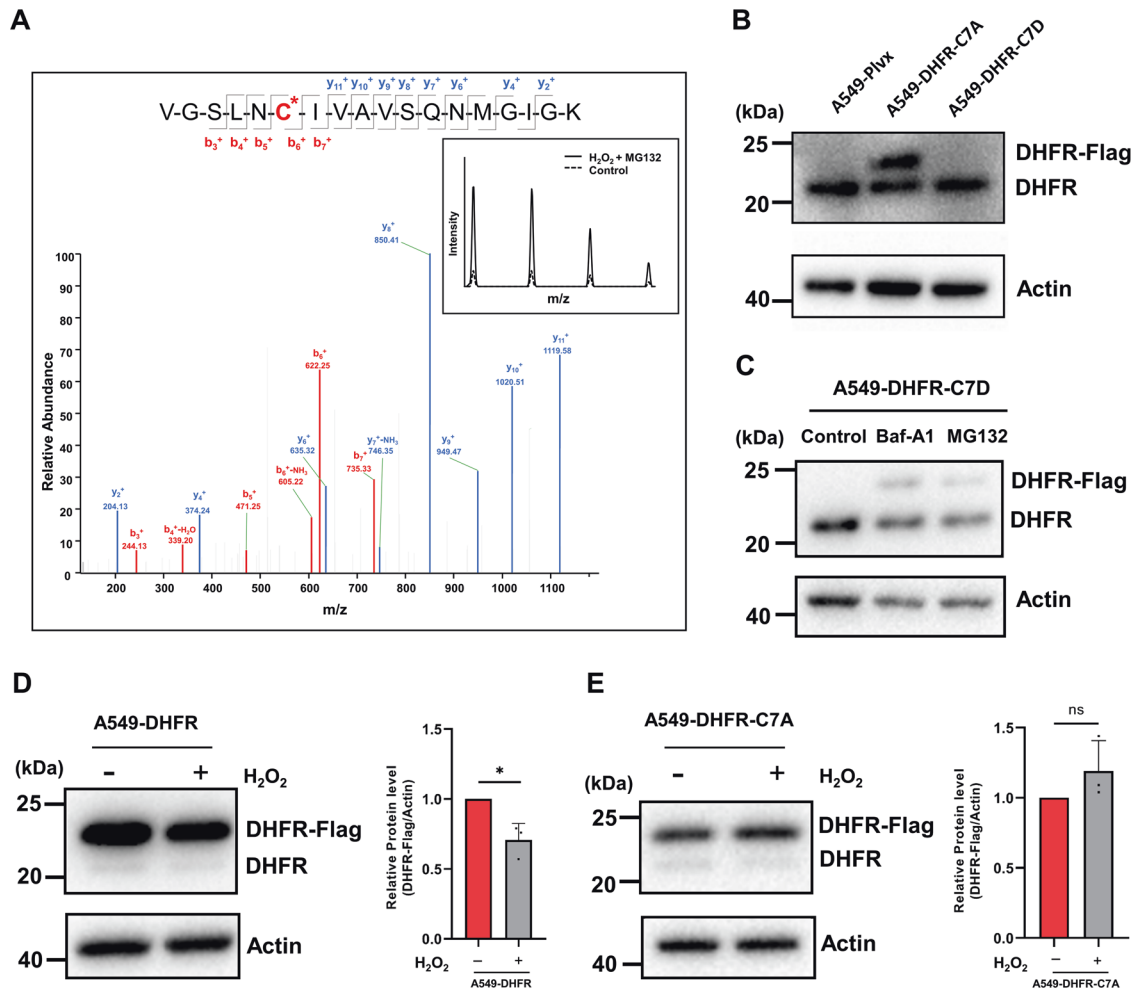 A
y11+ y10+ y9+ y8+ y7+ y6+ y4+ y2+
V-G-S-L-N-C*-I-V-A-V-S-Q-N-M-G-I-G-K
b3+ b4+ b5+ b6+ b7+
H2O2 + MG132
Control
Intensity
m/z
Relative Abundance
100
90
80
70
60
50
40
30
20
10
0
y2+
204.13
b3+
244.13
b4+-H2O
339.20
y4+
374.24
b5+
471.25
b6+-NH3
605.22
y6+
635.32
b6+
622.25
b7+
735.33
y7+-NH3
746.35
y8+
850.41
y9+
949.47
y10+
1020.51
y11+
1119.58
200 300 400 500 600 700 800 900 1000 1100
m/z
B
A549-Plvx
A549-DHFR-C7A
A549-DHFR-C7D
(kDa)
25
20
DHFR-Flag
DHFR
40
Actin
C
A549-DHFR-C7D
(kDa) Control Baf-A1 MG132
25
20
DHFR-Flag
DHFR
40
Actin
D
A549-DHFR
(kDa) − + H2O2
25
20
DHFR-Flag
DHFR
40
Actin
Relative Protein level
(DHFR-Flag/Actin)
1.5
1.0
0.5
0.0
*
H2O2 − +
A549-DHFR
E
A549-DHFR-C7A
(kDa) − + H2O2
25
20
DHFR-Flag
DHFR
40
Actin
Relative Protein level
(DHFR-Flag/Actin)
1.5
1.0
0.5
0.0
ns
H2O2 − +
A549-DHFR-C7A